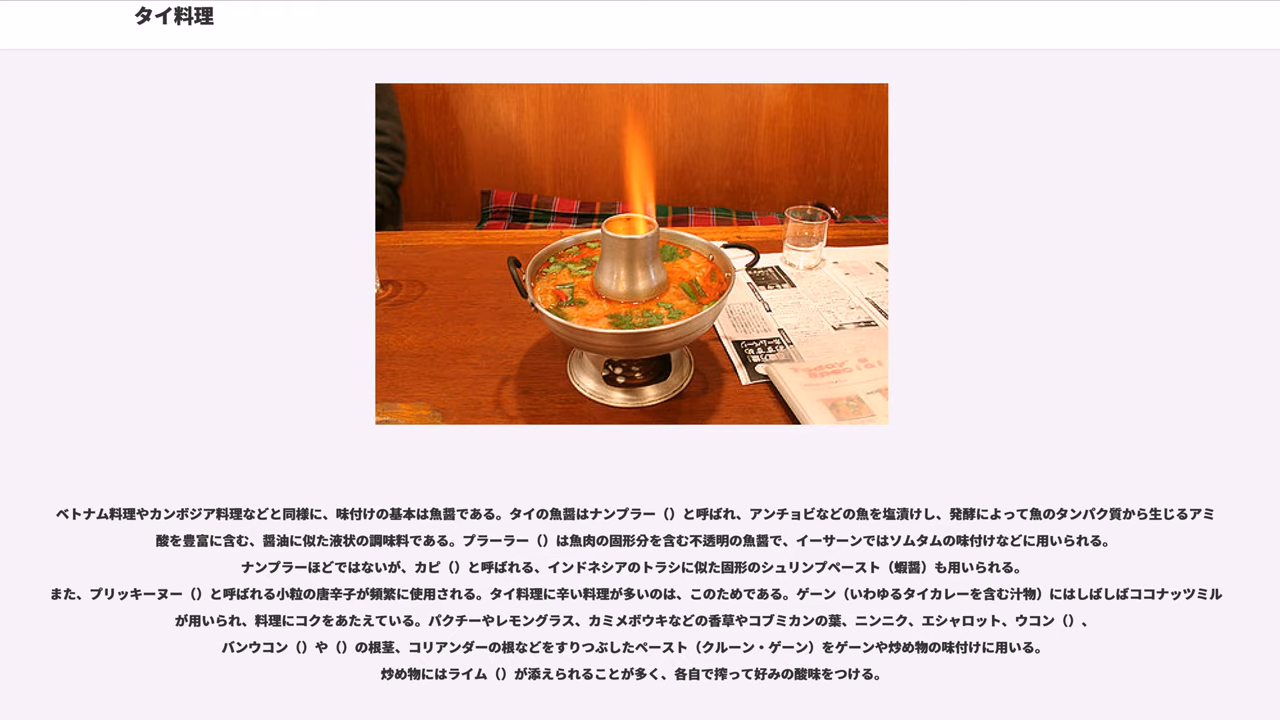 タイ料理
Today's
special
ベトナム料理やカンボジア料理などと同様に、味付けの基本は魚醤である。タイの魚醤はナンプラー（）と呼ばれ、アンチョビなどの魚を塩漬けし、発酵によって魚のタンパク質から生じるアミ
酸を豊富に含む、醤油に似た液状の調味料である。プラーラー（）は魚肉の固形分を含む不透明の魚醤で、イーサーンではソムタムの味付けなどに用いられる。
ナンプラーほどではないが、カピ（）と呼ばれる、インドネシアのトラシに似た固形のシュリンプペースト（蝦醤）も用いられる。
また、プリッキーヌー（）と呼ばれる小粒の唐辛子が頻繁に使用される。タイ料理に辛い料理が多いのは、このためである。ゲーン（いわゆるタイカレーを含む汁物）にはしばしばココナッツミル
が用いられ、料理にコクをあたえている。パクチーやレモングラス、カミメボウキなどの香草やコブミカンの葉、ニンニク、エシャロット、ウコン（）、
バンウコン（）や（）の根茎、コリアンダーの根などをすりつぶしたペースト（クルーン・ゲーン）をゲーンや炒め物の味付けに用いる。
炒め物にはライム（）が添えられることが多く、各自で搾って好みの酸味をつける。